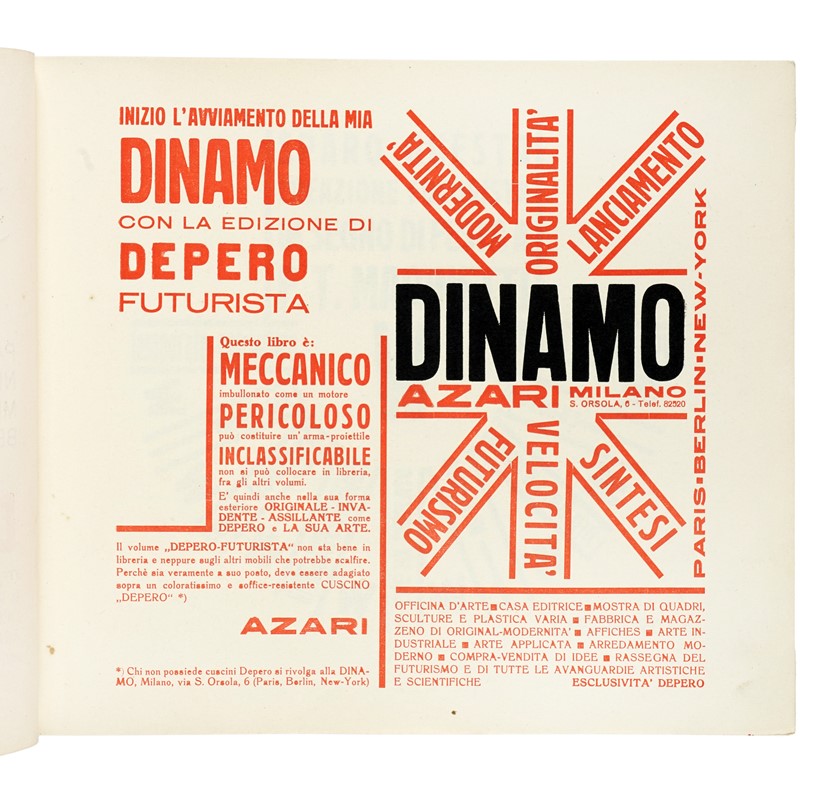 INIZIO L'AVVIAMENTO DELLA MIA
DINAMO
CON LA EDIZIONE DI
DEPERO
FUTURISTA
Questo libro è:
MECCANICO
imbullonato come un motore
PERICOLOSO
può costituire un'arma-proiettile
INCLASSIFICABILE
non si può collocare in libreria,
fra gli altri volumi.
E' quindi anche nella sua forma
esteriore ORIGINALE - INVA-
DENTE - ASSILLANTE come
DEPERO e LA SUA ARTE.
Il volume „DEPERO-FUTURISTA" non sta bene in
libreria e neppure sugli altri mobili che potrebbe scalfire.
Perchè sia veramente a suo posto, deve essere adagiato
sopra un coloratissimo e soffice-resistente CUSCINO
„DEPERO" *)
AZARI
*) Chi non possiede cuscini Depero si rivolga alla DINA-
MO, Milano, via S. Orsola, 6 (Paris, Berlin, New-York)
MODERNITA'
ORIGINALITA'
LANCIAMENTO
DINAMO
AZARI MILANO
S. ORSOLA, 6 - Telef. 82520
FUTURISMO
VELOCITA'
SINTESI
PARIS■BERLIN■NEW-YORK
OFFICINA D'ARTE■CASA EDITRICE■MOSTRA DI QUADRI,
SCULTURE E PLASTICA VARIA ■ FABBRICA E MAGAZ-
ZENO DI ORIGINAL-MODERNITA' ■ AFFICHES ■ ARTE IN-
DUSTRIALE ■ ARTE APPLICATA ■ ARREDAMENTO MO-
DERNO ■ COMPRA-VENDITA DI IDEE ■ RASSEGNA DEL
FUTURISMO E DI TUTTE LE AVANGUARDIE ARTISTICHE
E SCIENTIFICHE ESCLUSIVITA' DEPERO